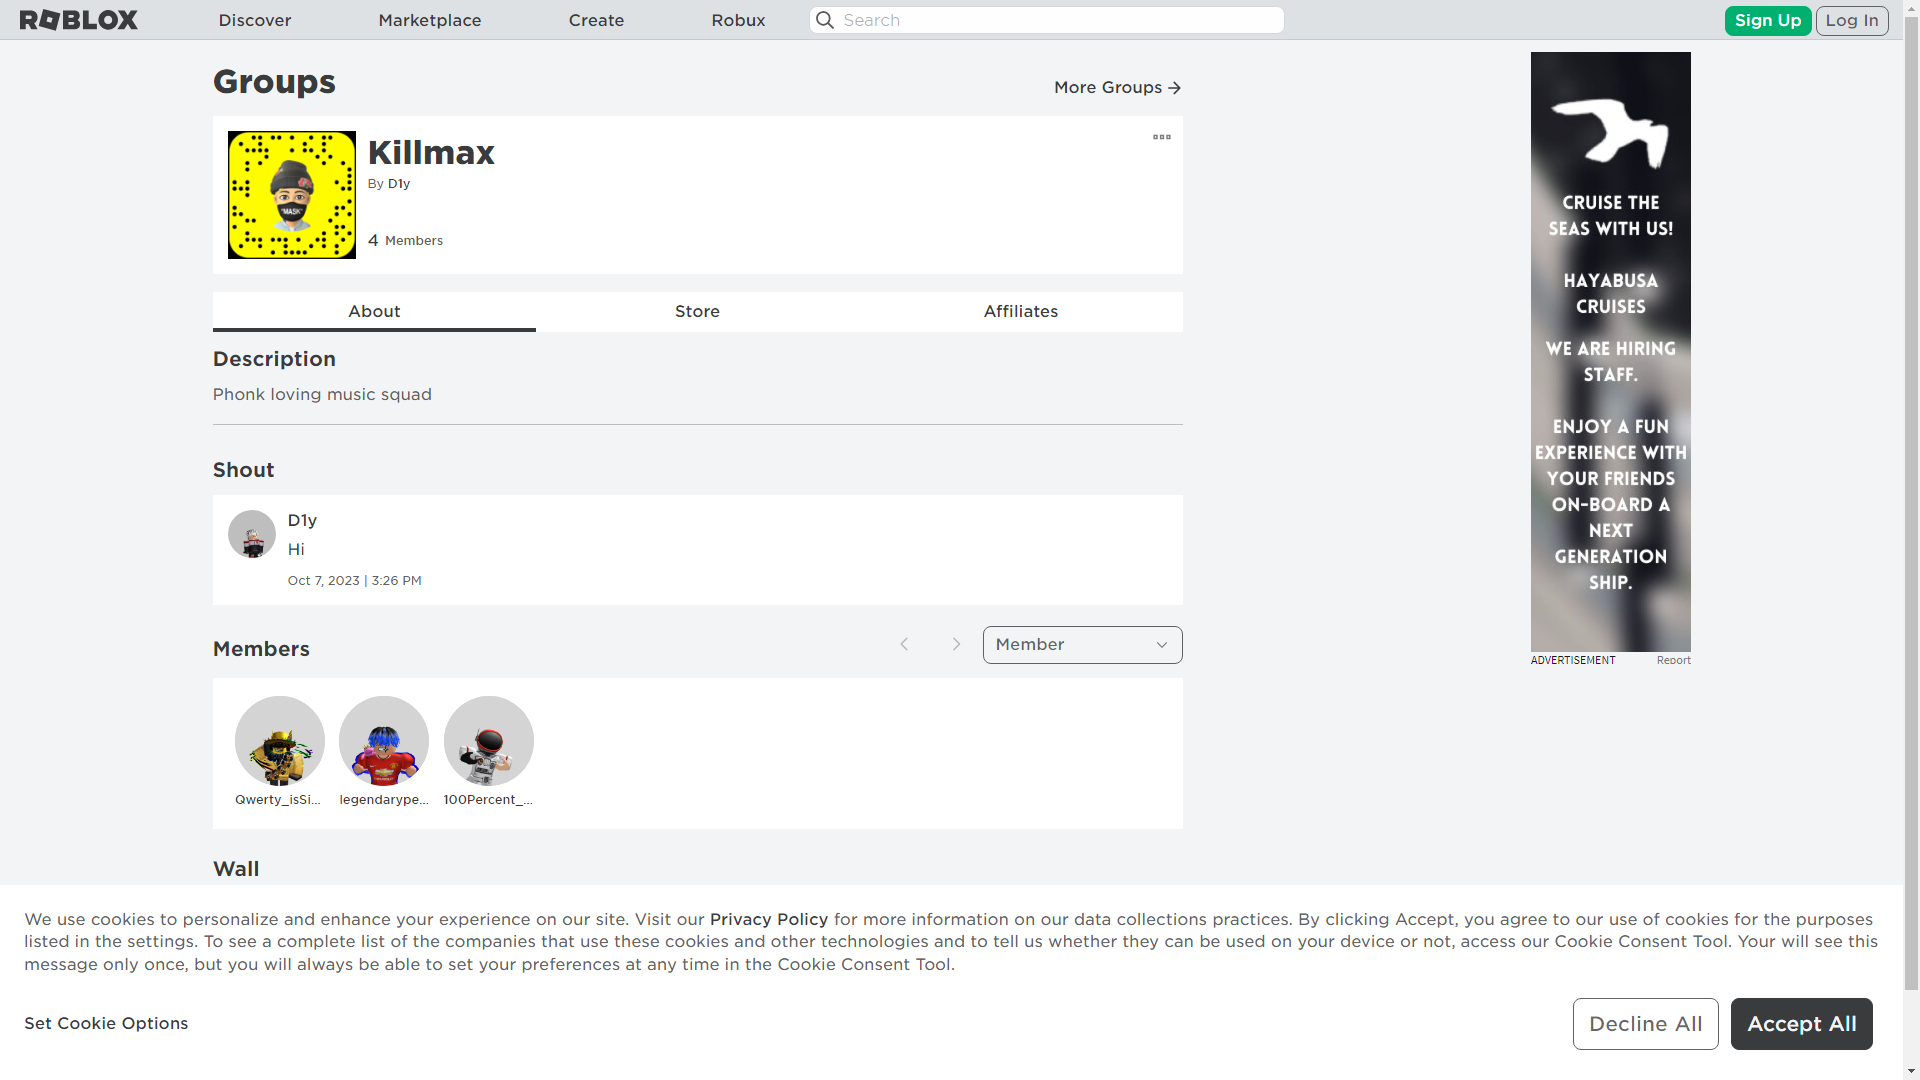 ROBLOX
Discover
Marketplace
Create
Robux
Search
Sign Up
Log In
Groups
More Groups
Killmax
By D1y
4 Members
"MASK"
About
Store
Affiliates
Description
Phonk loving music squad
Shout
D1y
Hi
Oct 7, 2023 | 3:26 PM
Members
Member
Qwerty_isSi...
legendarype...
100Percent_...
Wall
CRUISE THE
SEAS WITH US!
HAYABUSA
CRUISES
WE ARE HIRING
STAFF.
ENJOY A FUN
EXPERIENCE WITH
YOUR FRIENDS
ON-BOARD A
NEXT
GENERATION
SHIP.
ADVERTISEMENT
Report
We use cookies to personalize and enhance your experience on our site. Visit our Privacy Policy for more information on our data collections practices. By clicking Accept, you agree to our use of cookies for the purposes
listed in the settings. To see a complete list of the companies that use these cookies and other technologies and to tell us whether they can be used on your device or not, access our Cookie Consent Tool. Your will see this
message only once, but you will always be able to set your preferences at any time in the Cookie Consent Tool.
Set Cookie Options
Decline All
Accept All